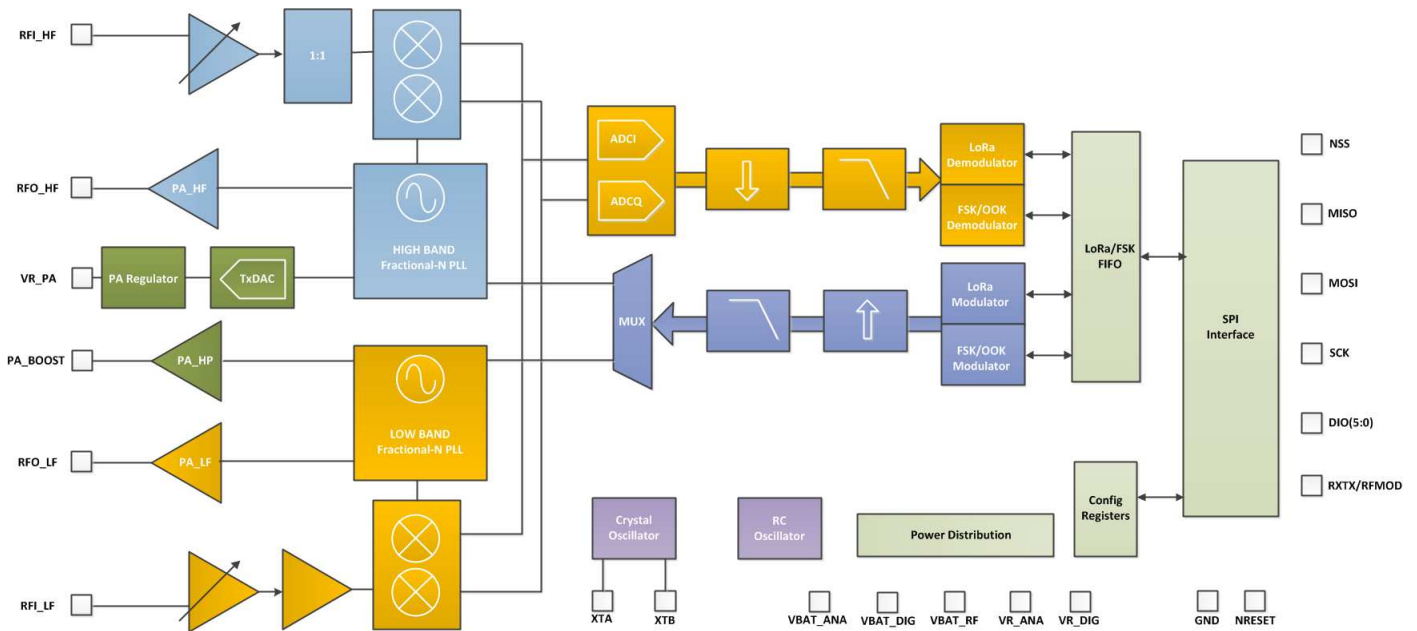 RFI_HF
1:1
RFO_HF
PA_HF
HIGH BAND
Fractional-N PLL
VR_PA
PA Regulator
TxDAC
PA_BOOST
PA_HP
LOW BAND
Fractional-N PLL
RFO_LF
PA_LF
RFI_LF
ADCI
ADCQ
MUX
LoRa
Demodulator
FSK/OOK
Demodulator
LoRa
Modulator
FSK/OOK
Modulator
LoRa/FSK
FIFO
SPI
Interface
Config
Registers
NSS
MISO
MOSI
SCK
DIO(5:0)
RXTX/RFMOD
Crystal
Oscillator
RC
Oscillator
Power Distribution
XTA
XTB
VBAT_ANA
VBAT_DIG
VBAT_RF
VR_ANA
VR_DIG
GND
NRESET